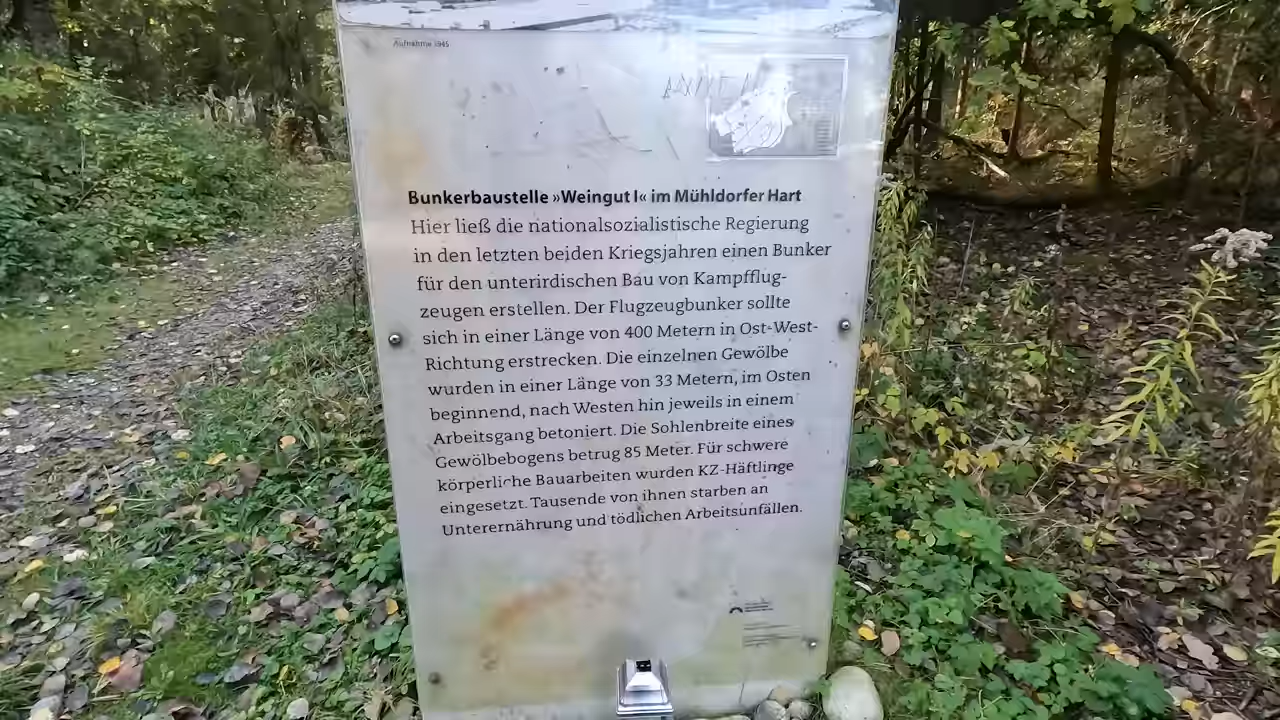 Aufnahme 1945
Bunkerbaustelle »Weingut I« im Mühldorfer Hart
Hier ließ die nationalsozialistische Regierung
in den letzten beiden Kriegsjahren einen Bunker
für den unterirdischen Bau von Kampfflug-
zeugen erstellen. Der Flugzeugbunker sollte
sich in einer Länge von 400 Metern in Ost-West-
Richtung erstrecken. Die einzelnen Gewölbe
wurden in einer Länge von 33 Metern, im Osten
beginnend, nach Westen hin jeweils in einem
Arbeitsgang betoniert. Die Sohlenbreite eines
Gewölbebogens betrug 85 Meter. Für schwere
körperliche Bauarbeiten wurden KZ-Häftlinge
eingesetzt. Tausende von ihnen starben an
Unterernährung und tödlichen Arbeitsunfällen.